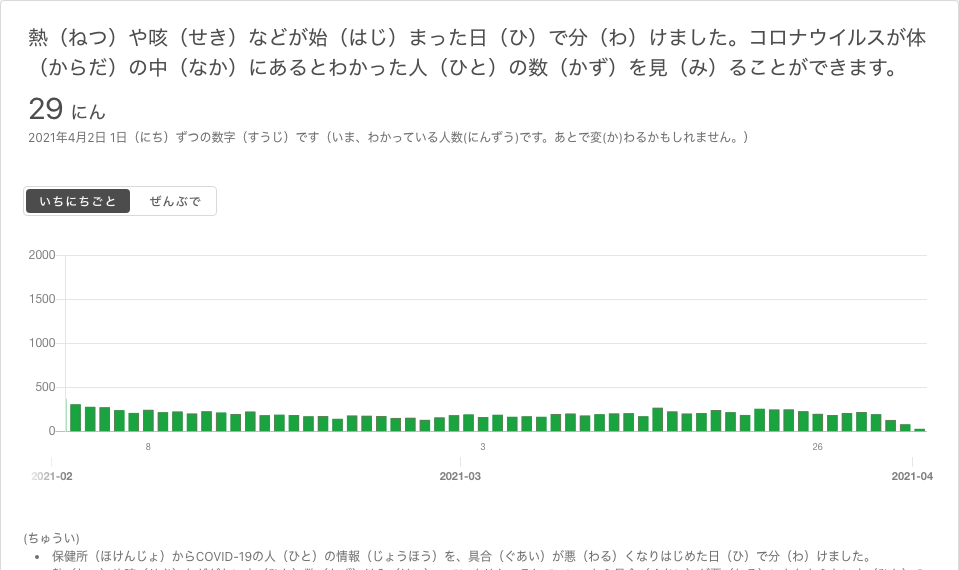 熱（ねつ）や咳（せき）などが始（はじ）まった日（ひ）で分（わ）けました。コロナウイルスが体
（からだ）の中（なか）にあるとわかった人（ひと）の数（かず）を見（み）ることができます。
29 にん
2021年4月2日 1日（にち）ずつの数字（すうじ）です（いま、わかっている人数(にんずう)です。あとで変(か)わるかもしれません。）
いちにちごと ぜんぶで
2000
1500
1000
500
0
8 3 26
2021-02 2021-03 2021-04
(ちゅうい)
• 保健所（ほけんじょ）からCOVID-19の人（ひと）の情報（じょうほう）を、具合（ぐあい）が悪（わる）くなりはじめた日（ひ）で分（わ）けました。